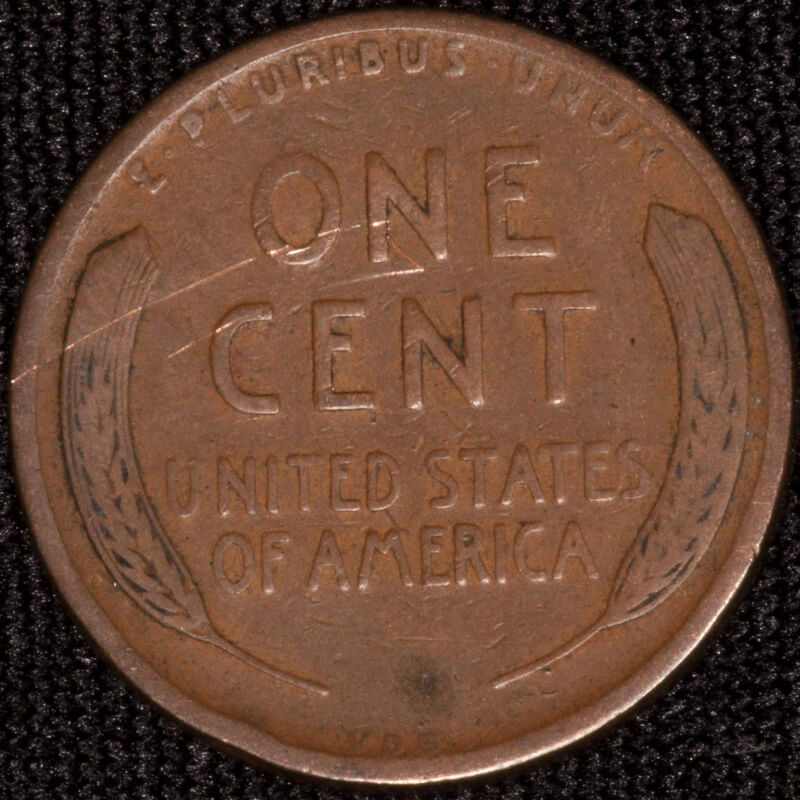 E · PLURIBUS · UNUM
ONE
CENT
UNITED STATES
OF AMERICA
V.D.B.